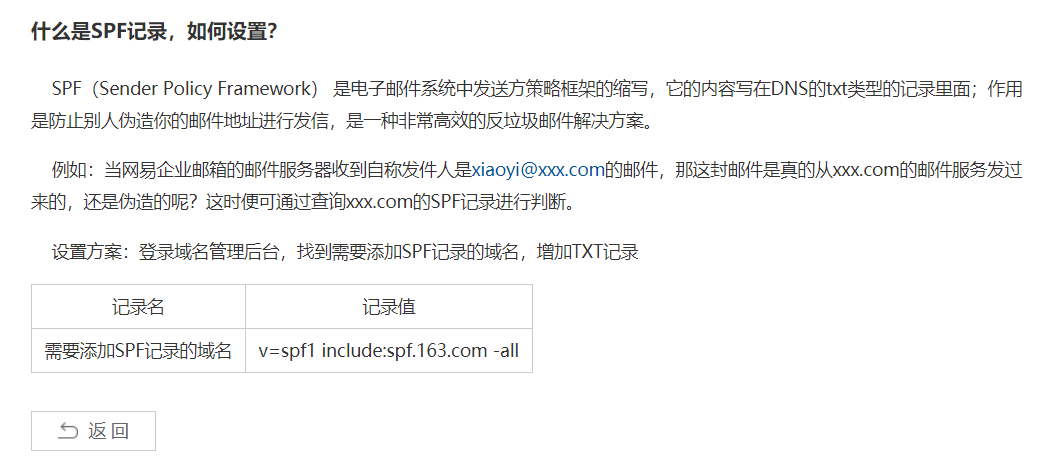 什么是SPF记录，如何设置？
SPF（Sender Policy Framework） 是电子邮件系统中发送方策略框架的缩写，它的内容写在DNS的txt类型的记录里面；作用
是防止别人伪造你的邮件地址进行发信，是一种非常高效的反垃圾邮件解决方案。
例如：当网易企业邮箱的邮件服务器收到自称发件人是xiaoyi@xxx.com的邮件，那这封邮件是真的从xxx.com的邮件服务发过
来的，还是伪造的呢？这时便可通过查询xxx.com的SPF记录进行判断。
设置方案：登录域名管理后台，找到需要添加SPF记录的域名，增加TXT记录
记录名 记录值
需要添加SPF记录的域名 v=spf1 include:spf.163.com -all
返回